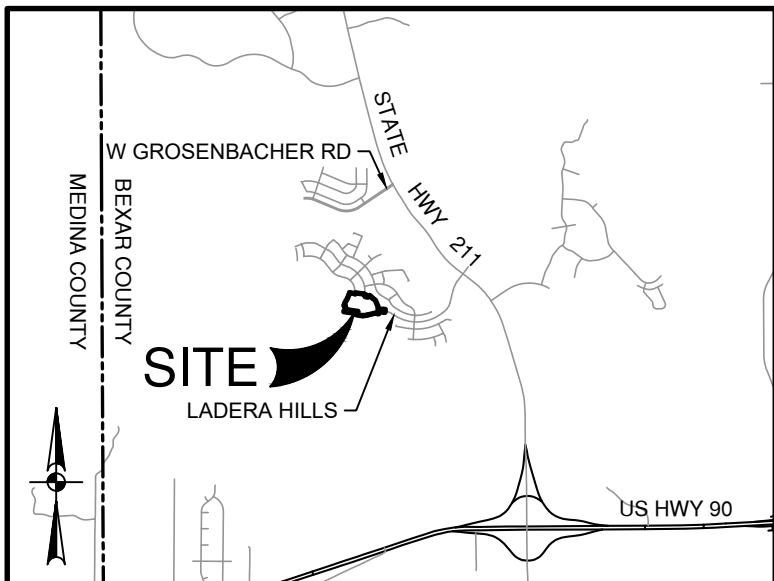 STATE HWY 211
W GROSENBACHER RD
MEDINA COUNTY
BEXAR COUNTY
SITE
LADERA HILLS
US HWY 90